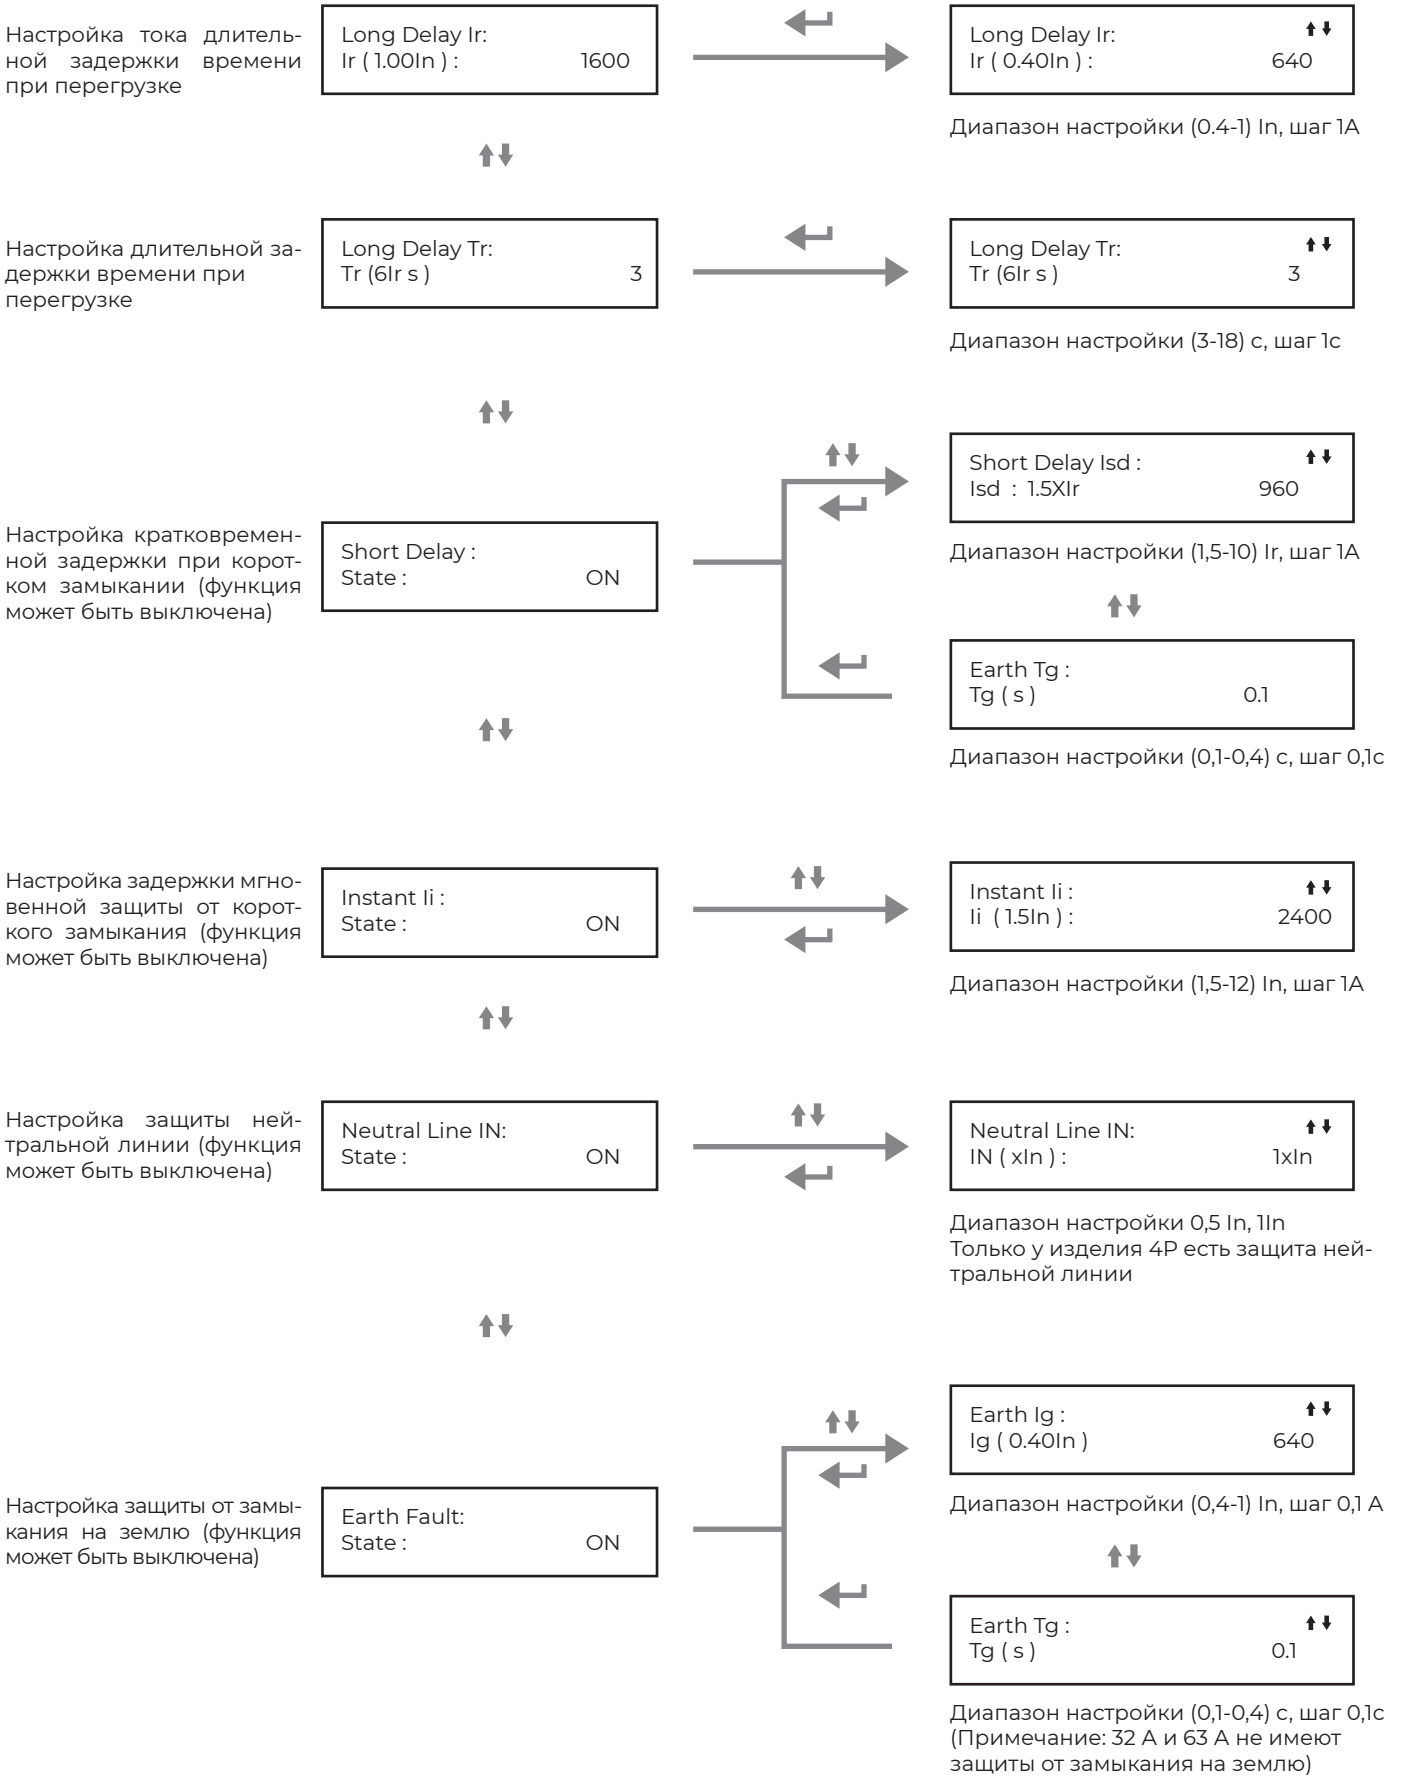 Настройка тока длитель-
ной задержки времени
при перегрузке
Long Delay Ir:
Ir ( 1.00In ) : 1600
Long Delay Ir:
Ir ( 0.40In ) : 640
Диапазон настройки (0.4-1) In, шаг 1А
Настройка длительной за-
держки времени при
перегрузке
Long Delay Tr:
Tr (6Ir s ) 3
Long Delay Tr:
Tr (6Ir s ) 3
Диапазон настройки (3-18) с, шаг 1с
Настройка кратковремен-
ной задержки при корот-
ком замыкании (функция
может быть выключена)
Short Delay :
State : ON
Short Delay Isd :
Isd : 1.5XIr 960
Диапазон настройки (1,5-10) Ir, шаг 1А
Earth Tg :
Tg ( s ) 0.1
Диапазон настройки (0,1-0,4) с, шаг 0,1с
Настройка задержки мгно-
венной защиты от корот-
кого замыкания (функция
может быть выключена)
Instant Ii :
State : ON
Instant Ii :
Ii ( 1.5In ) : 2400
Диапазон настройки (1,5-12) In, шаг 1А
Настройка защиты ней-
тральной линии (функция
может быть выключена)
Neutral Line IN:
State : ON
Neutral Line IN:
IN ( xIn ) : 1xIn
Диапазон настройки 0,5 In, 1In
Только у изделия 4Р есть защита ней-
тральной линии
Настройка защиты от замы-
кания на землю (функция
может быть выключена)
Earth Fault:
State : ON
Earth Ig :
Ig ( 0.40In ) 640
Диапазон настройки (0,4-1) In, шаг 0,1 А
Earth Tg :
Tg ( s ) 0.1
Диапазон настройки (0,1-0,4) с, шаг 0,1с
(Примечание: 32 А и 63 А не имеют
защиты от замыкания на землю)